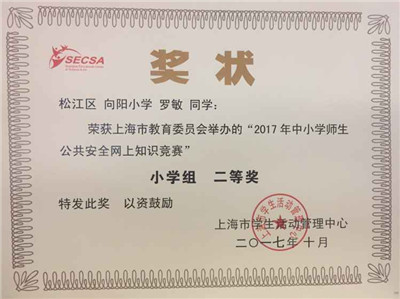 SECSA
奖状
松江区 向阳小学 罗敏 同学：
荣获上海市教育委员会举办的“2017年中小学师生
公共安全网上知识竞赛”
小学组 二等奖
特发此奖 以资鼓励
上海市学生活动管理中心
二〇一七年十月